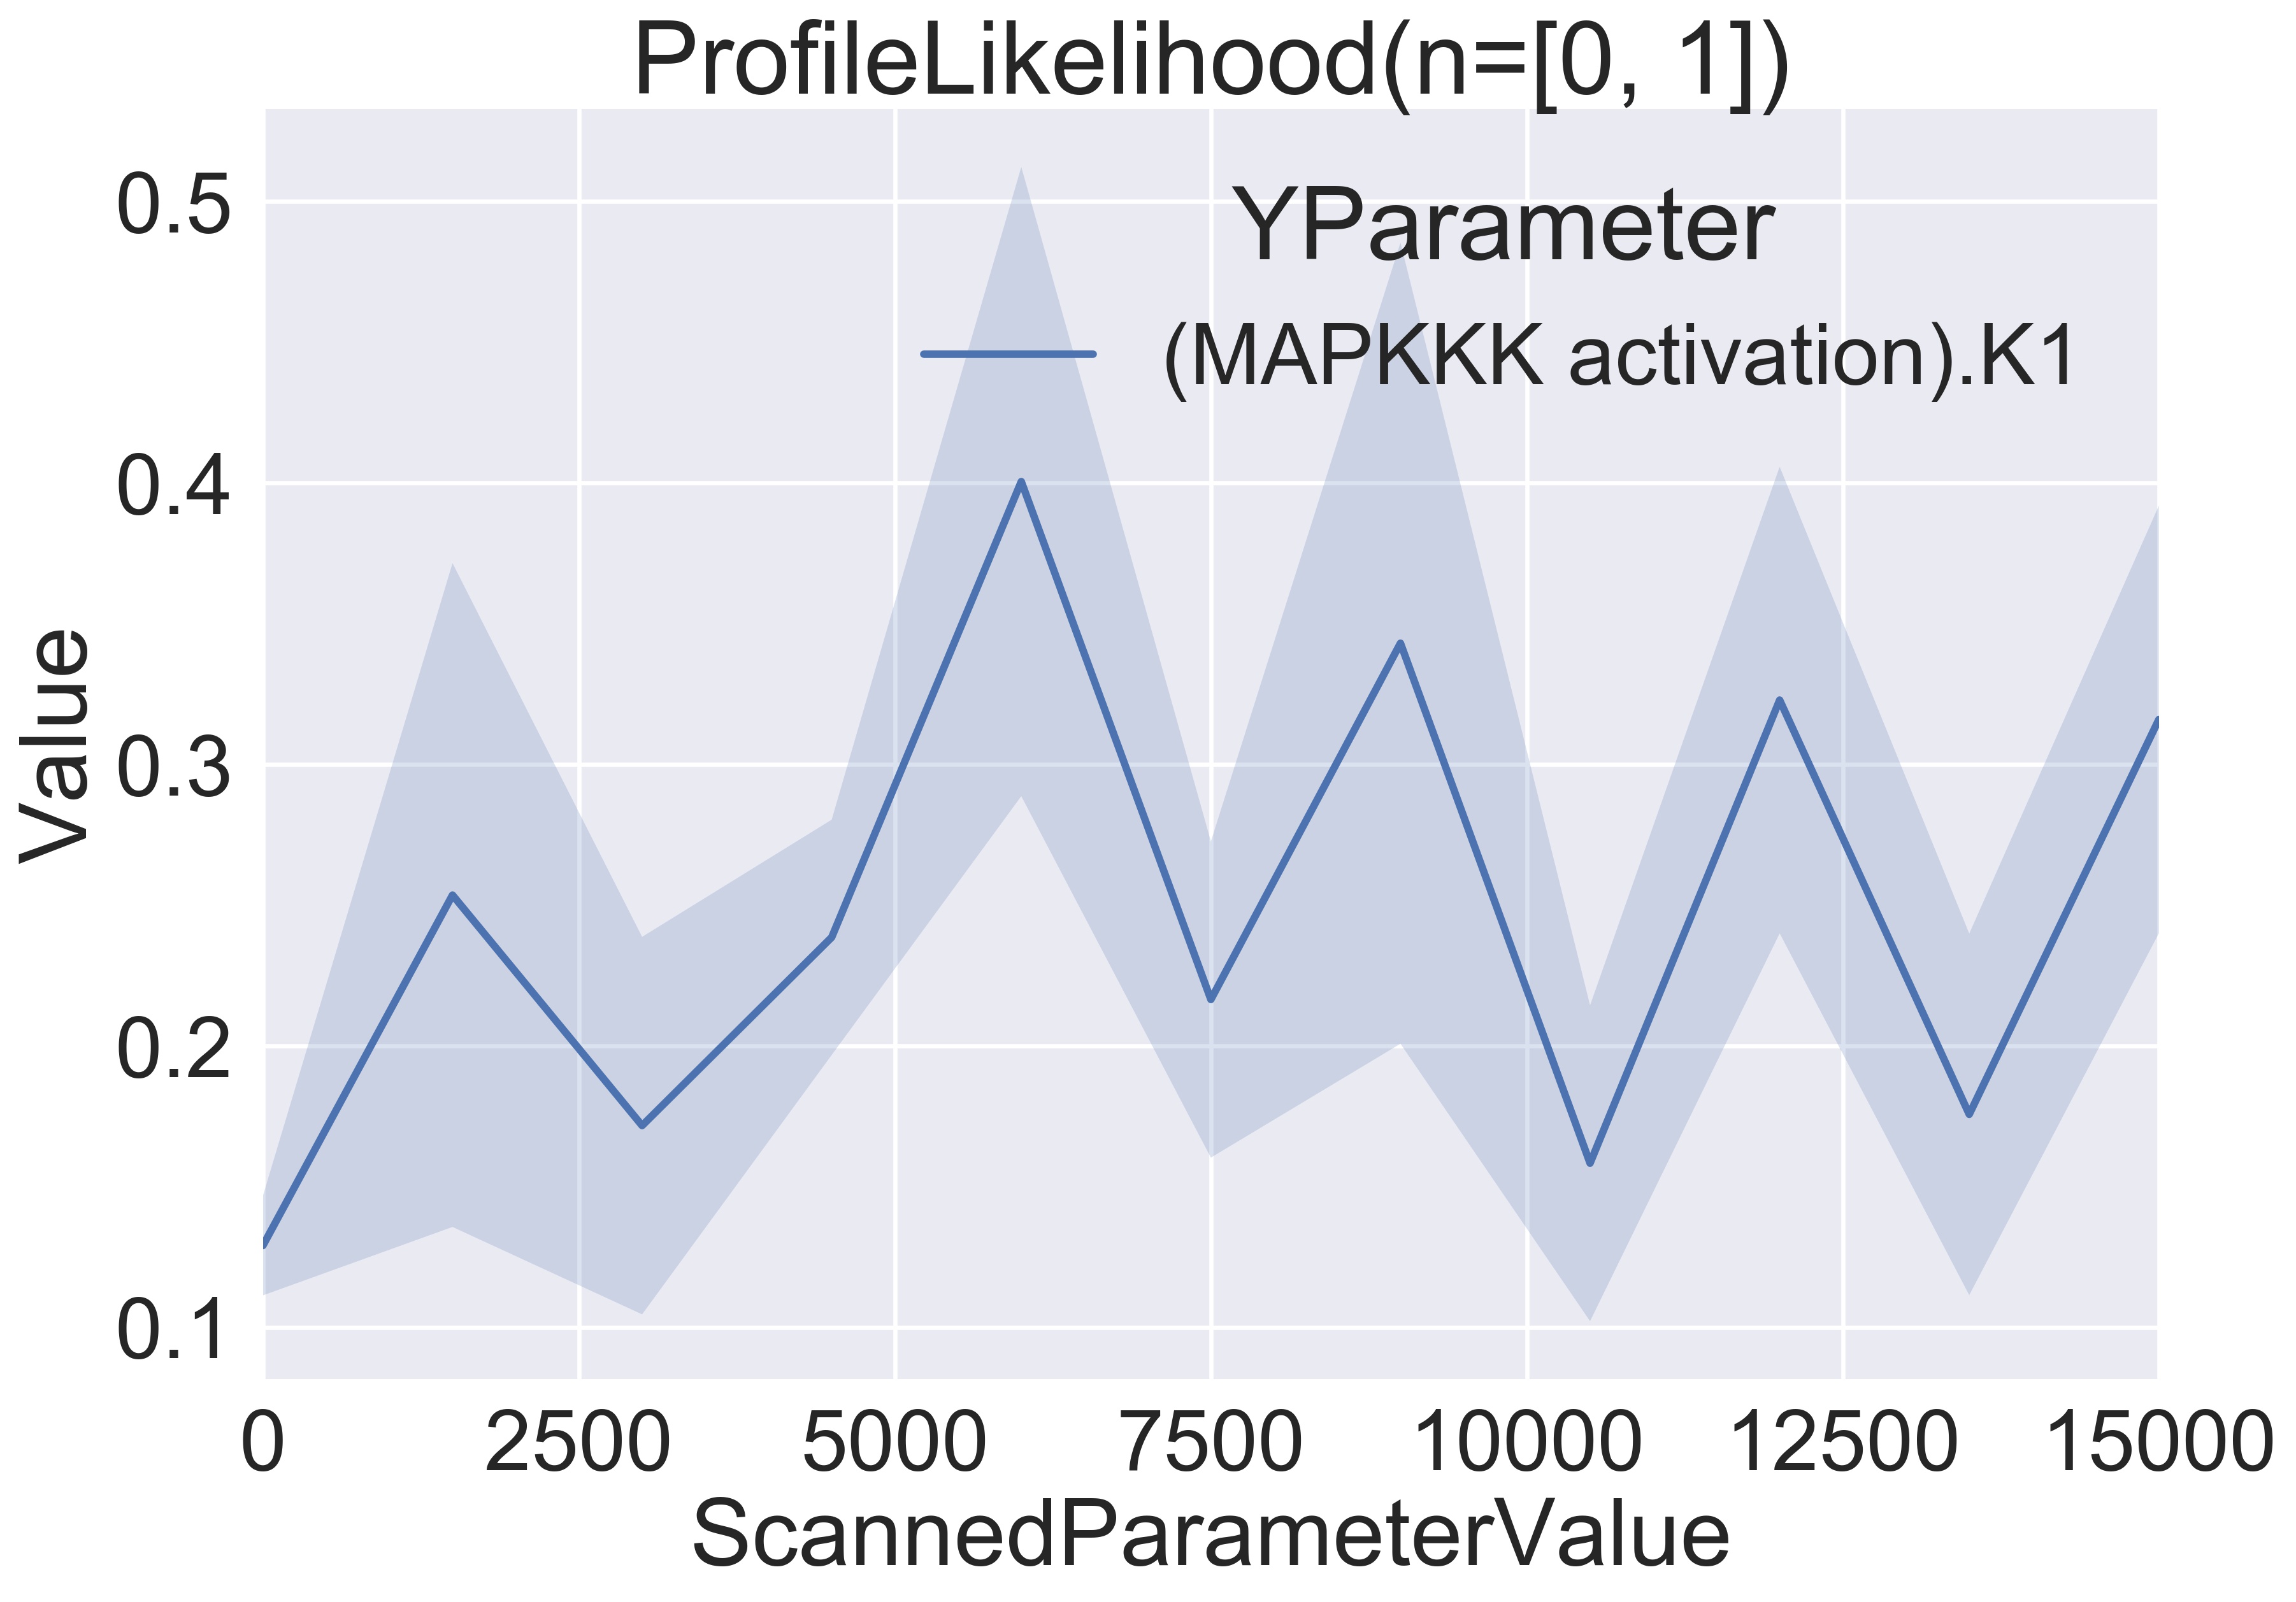 ProfileLikelihood(n=[0, 1])
YParameter
(MAPKKK activation).K1
Value
0.5
0.4
0.3
0.2
0.1
0 2500 5000 7500 10000 12500 15000
ScannedParameterValue